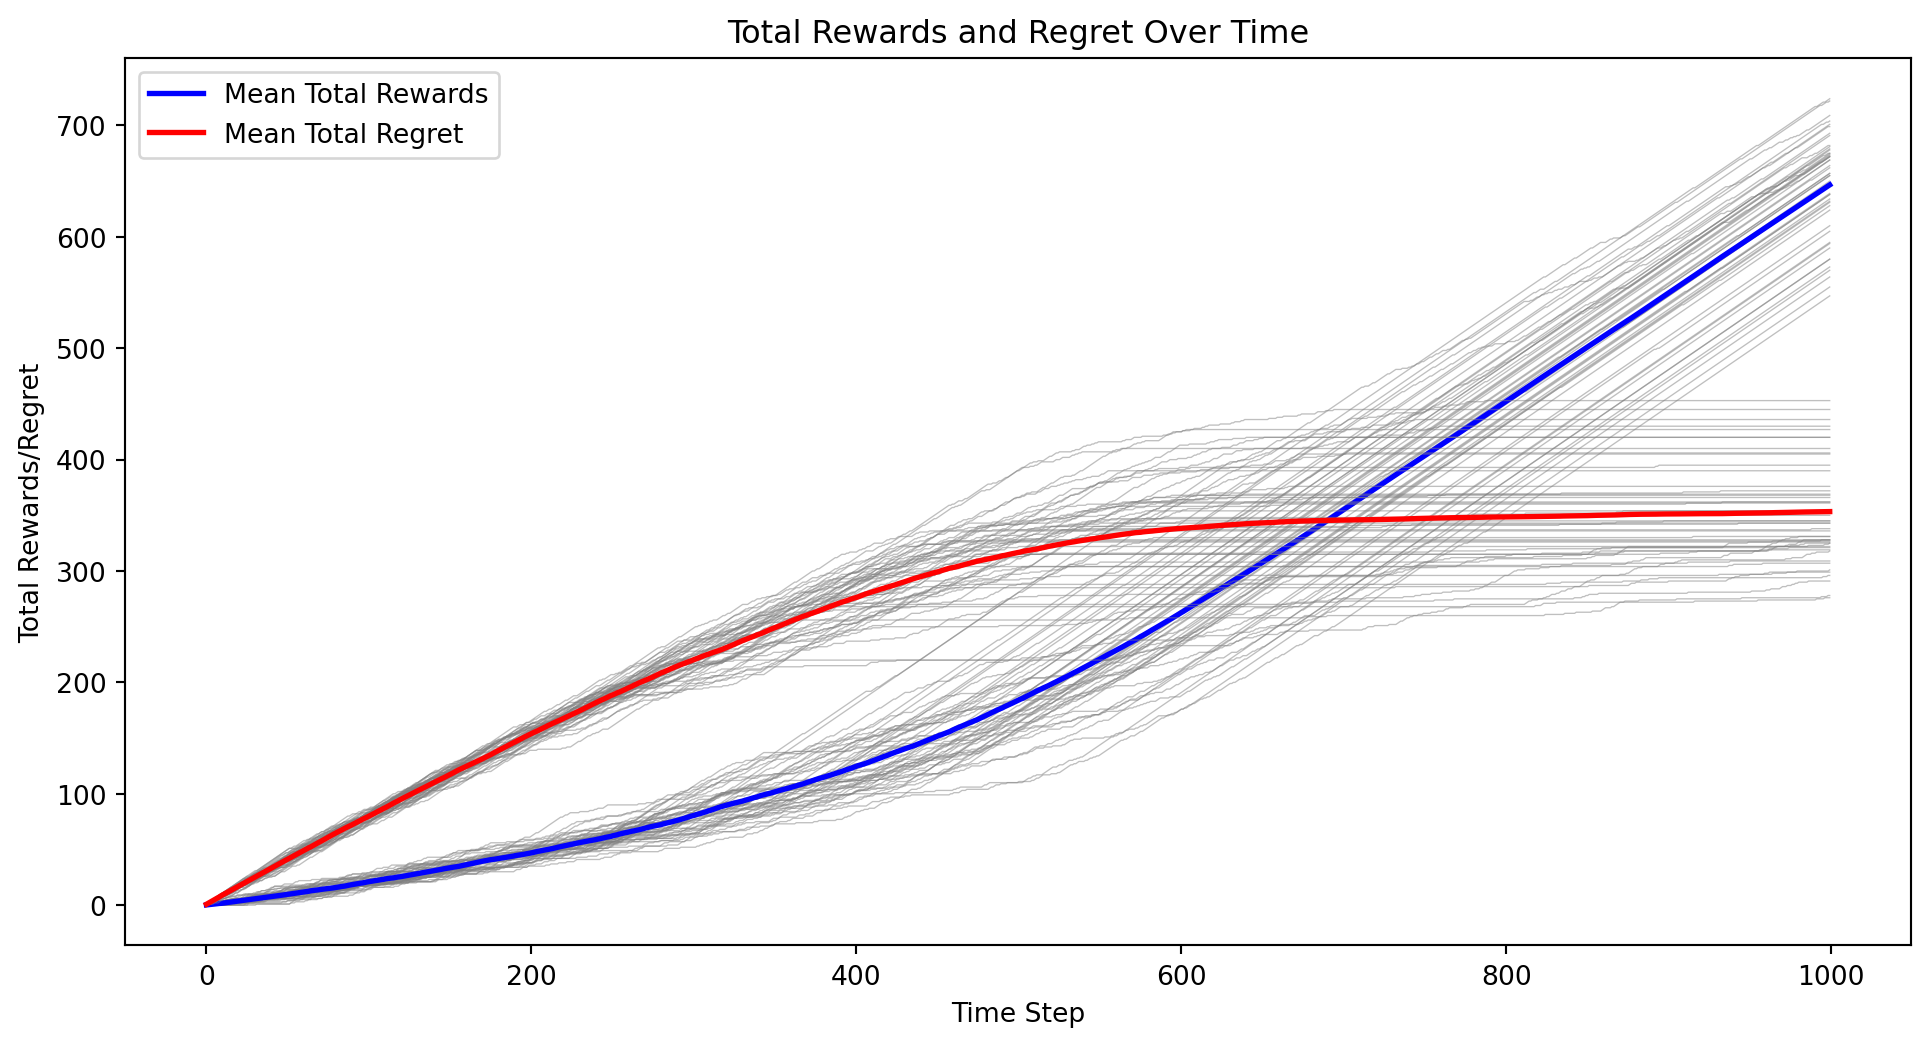 Total Rewards and Regret Over Time
Mean Total Rewards
Mean Total Regret
Total Rewards/Regret
700
600
500
400
300
200
100
0
0 200 400 600 800 1000
Time Step